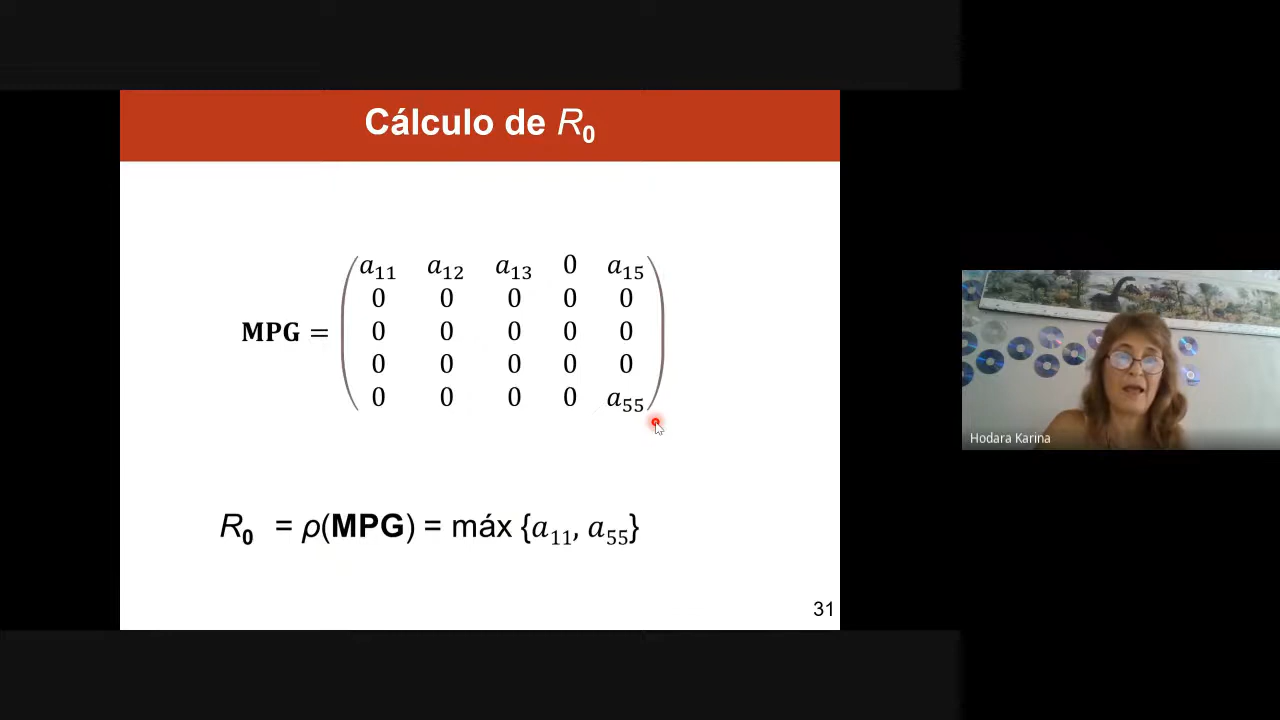 Cálculo de R₀
MPG = 
a₁₁ a₁₂ a₁₃ 0 a₁₅
0 0 0 0 0
0 0 0 0 0
0 0 0 0 0
0 0 0 0 a₅₅
R₀ = ρ(MPG) = máx {a₁₁, a₅₅}
31
Hodara Karina